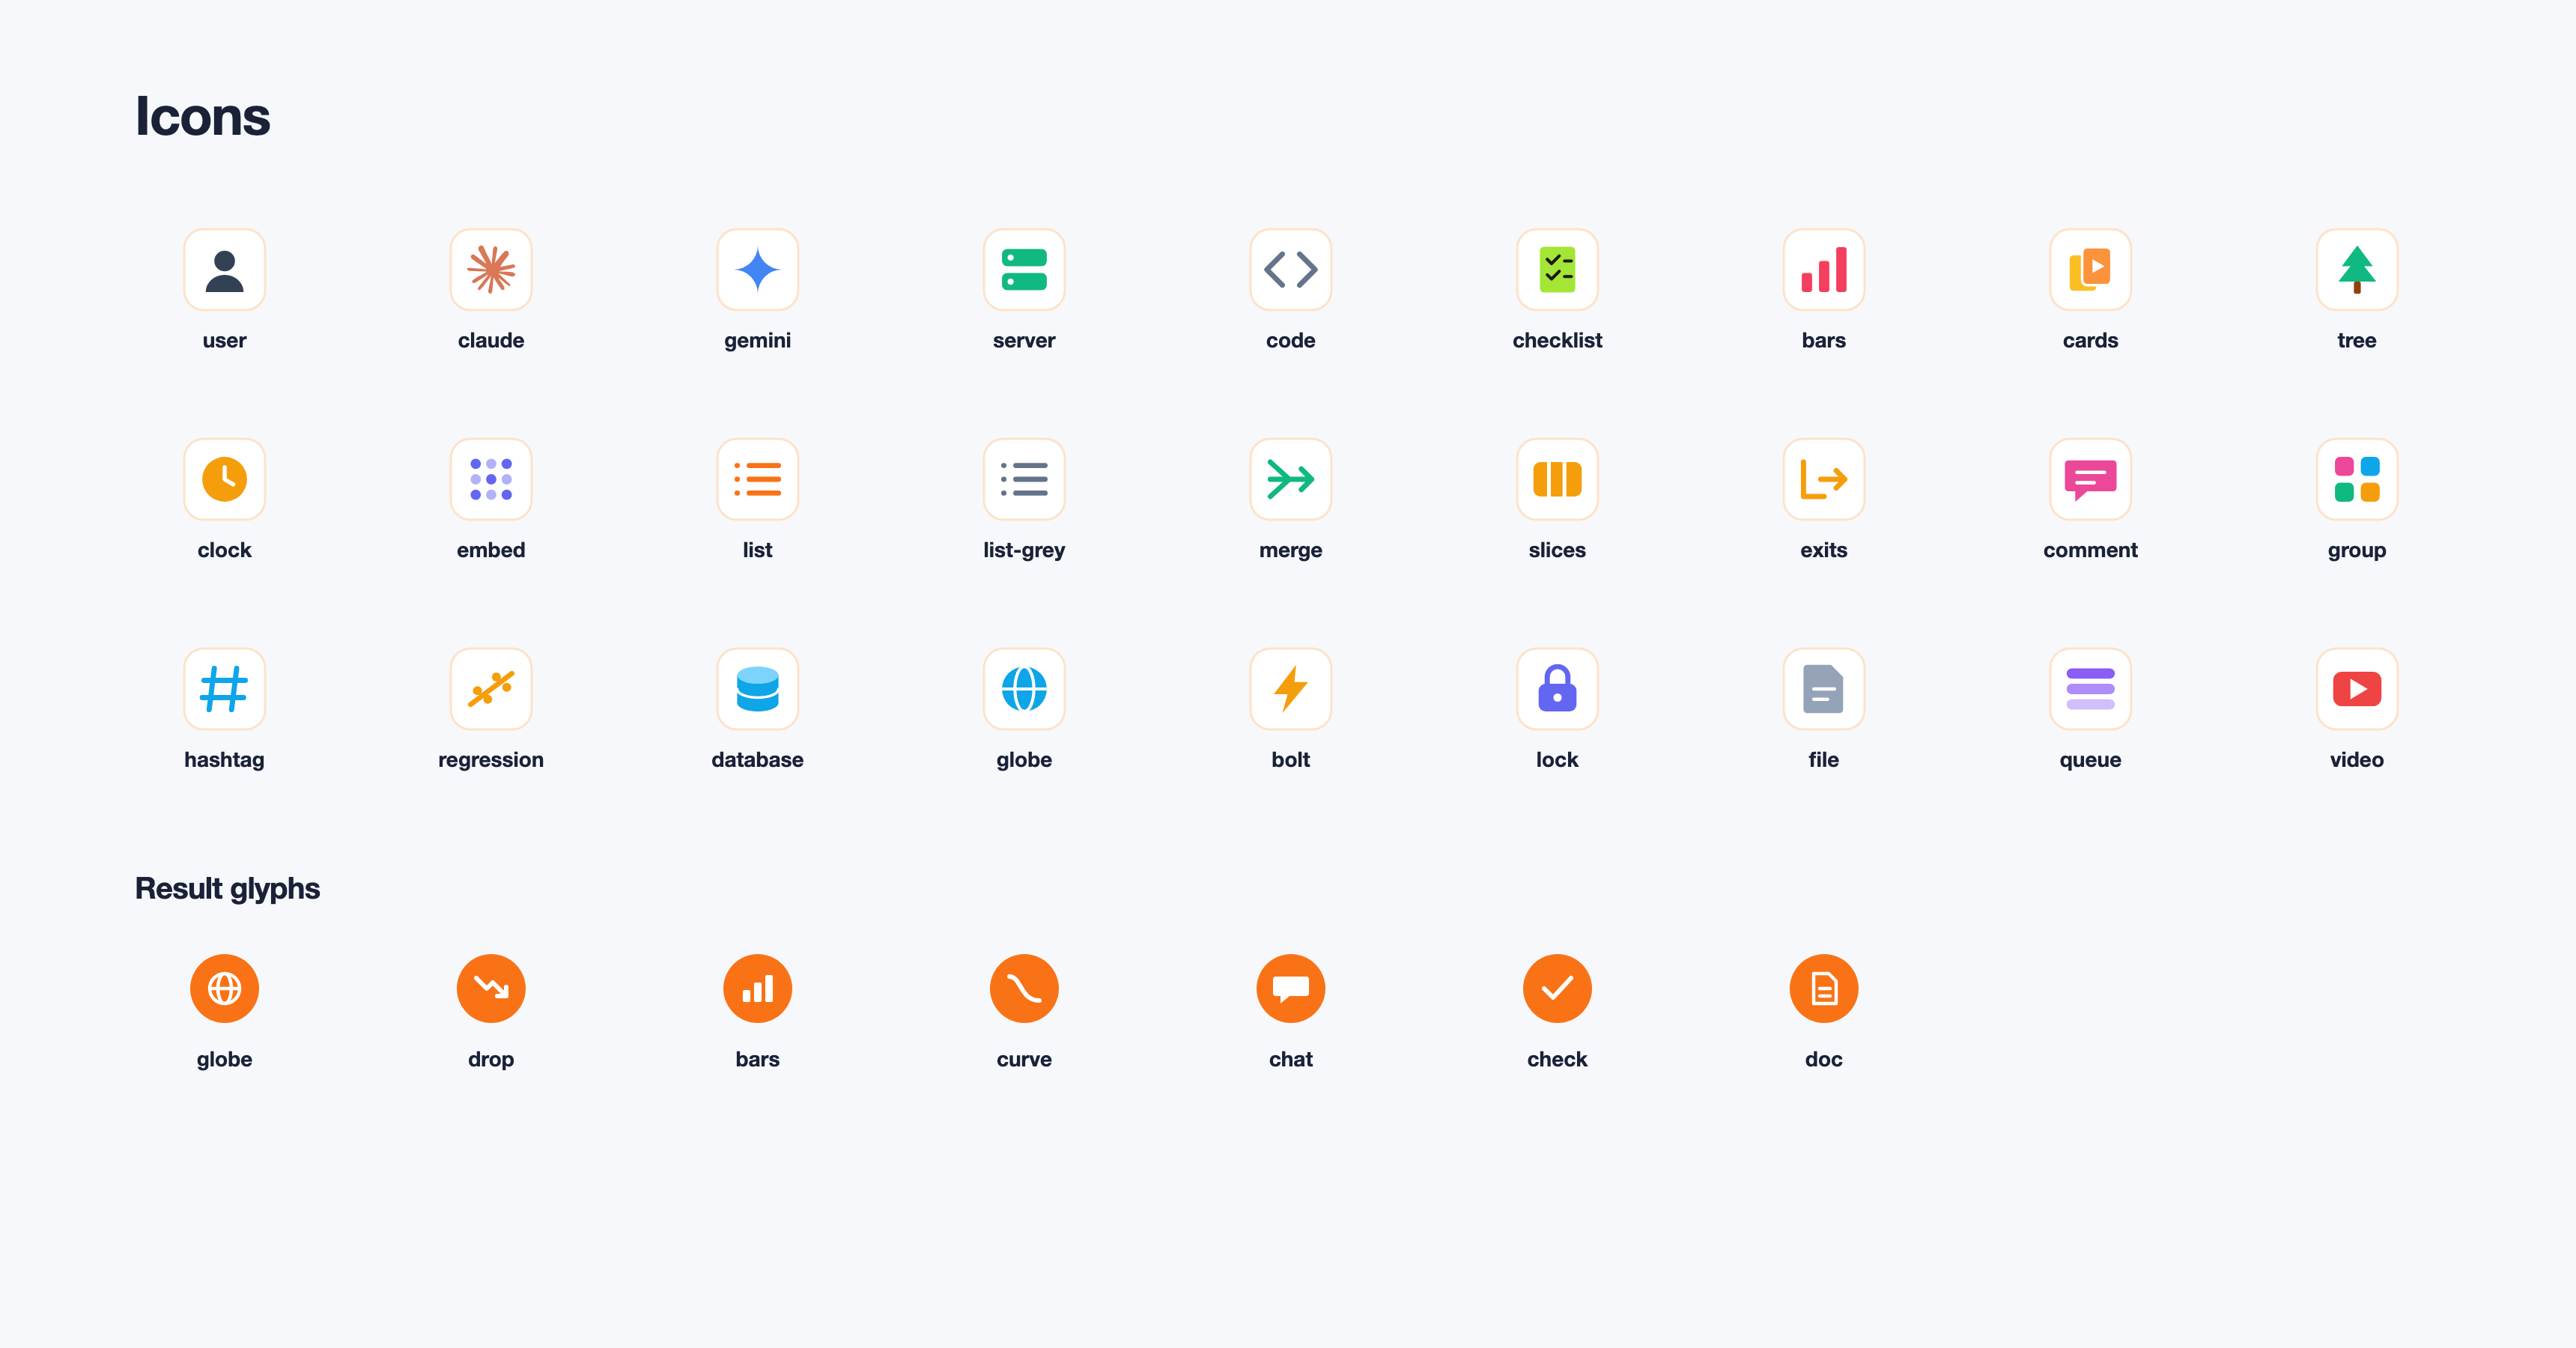 Icons
user claude gemini server code checklist bars cards tree
clock embed list list-grey merge slices exits comment group
hashtag regression database globe bolt lock file queue video
Result glyphs
globe drop bars curve chat check doc